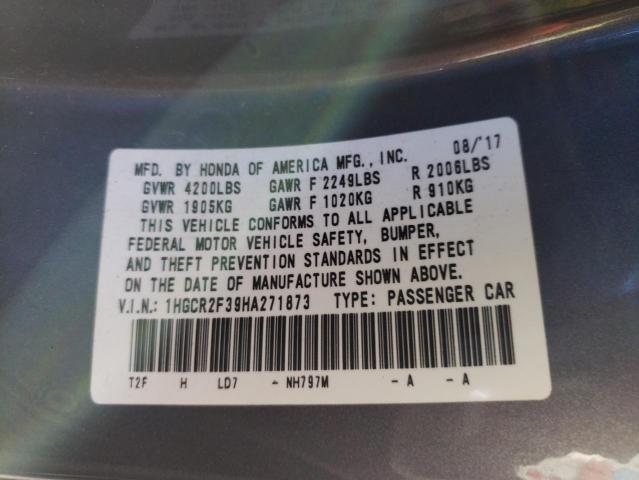 MFD. BY HONDA OF AMERICA MFG., INC. 08/'17
GVWR 4200LBS GAWR F 2249LBS R 2006LBS
GVWR 1905KG GAWR F 1020KG R 910KG
THIS VEHICLE CONFORMS TO ALL APPLICABLE
FEDERAL MOTOR VEHICLE SAFETY, BUMPER,
AND THEFT PREVENTION STANDARDS IN EFFECT
ON THE DATE OF MANUFACTURE SHOWN ABOVE.
V.I.N.: 1HGCR2F39HA271873 TYPE: PASSENGER CAR
T2F H LD7 - NH797M - A - A